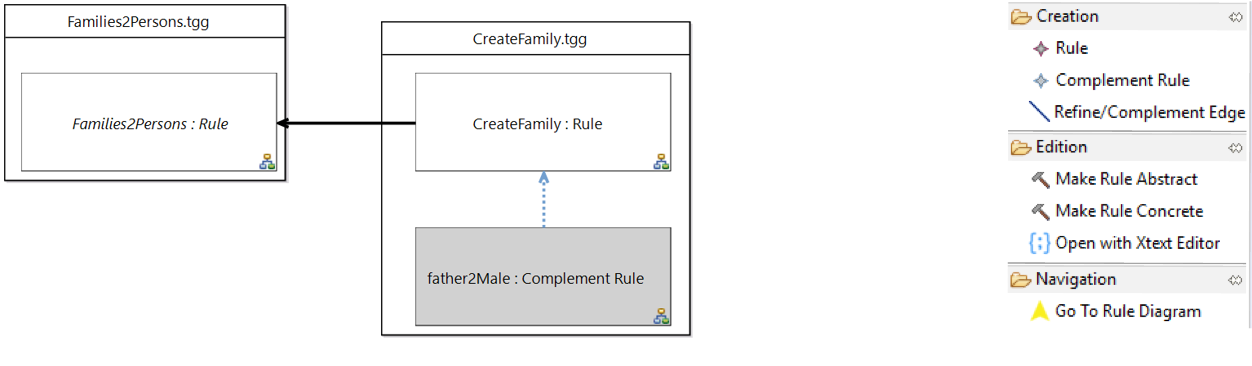 Families2Persons.tgg
Families2Persons : Rule
CreateFamily.tgg
CreateFamily : Rule
father2Male : Complement Rule
Creation
Rule
Complement Rule
Refine/Complement Edge
Edition
Make Rule Abstract
Make Rule Concrete
Open with Xtext Editor
Navigation
Go To Rule Diagram